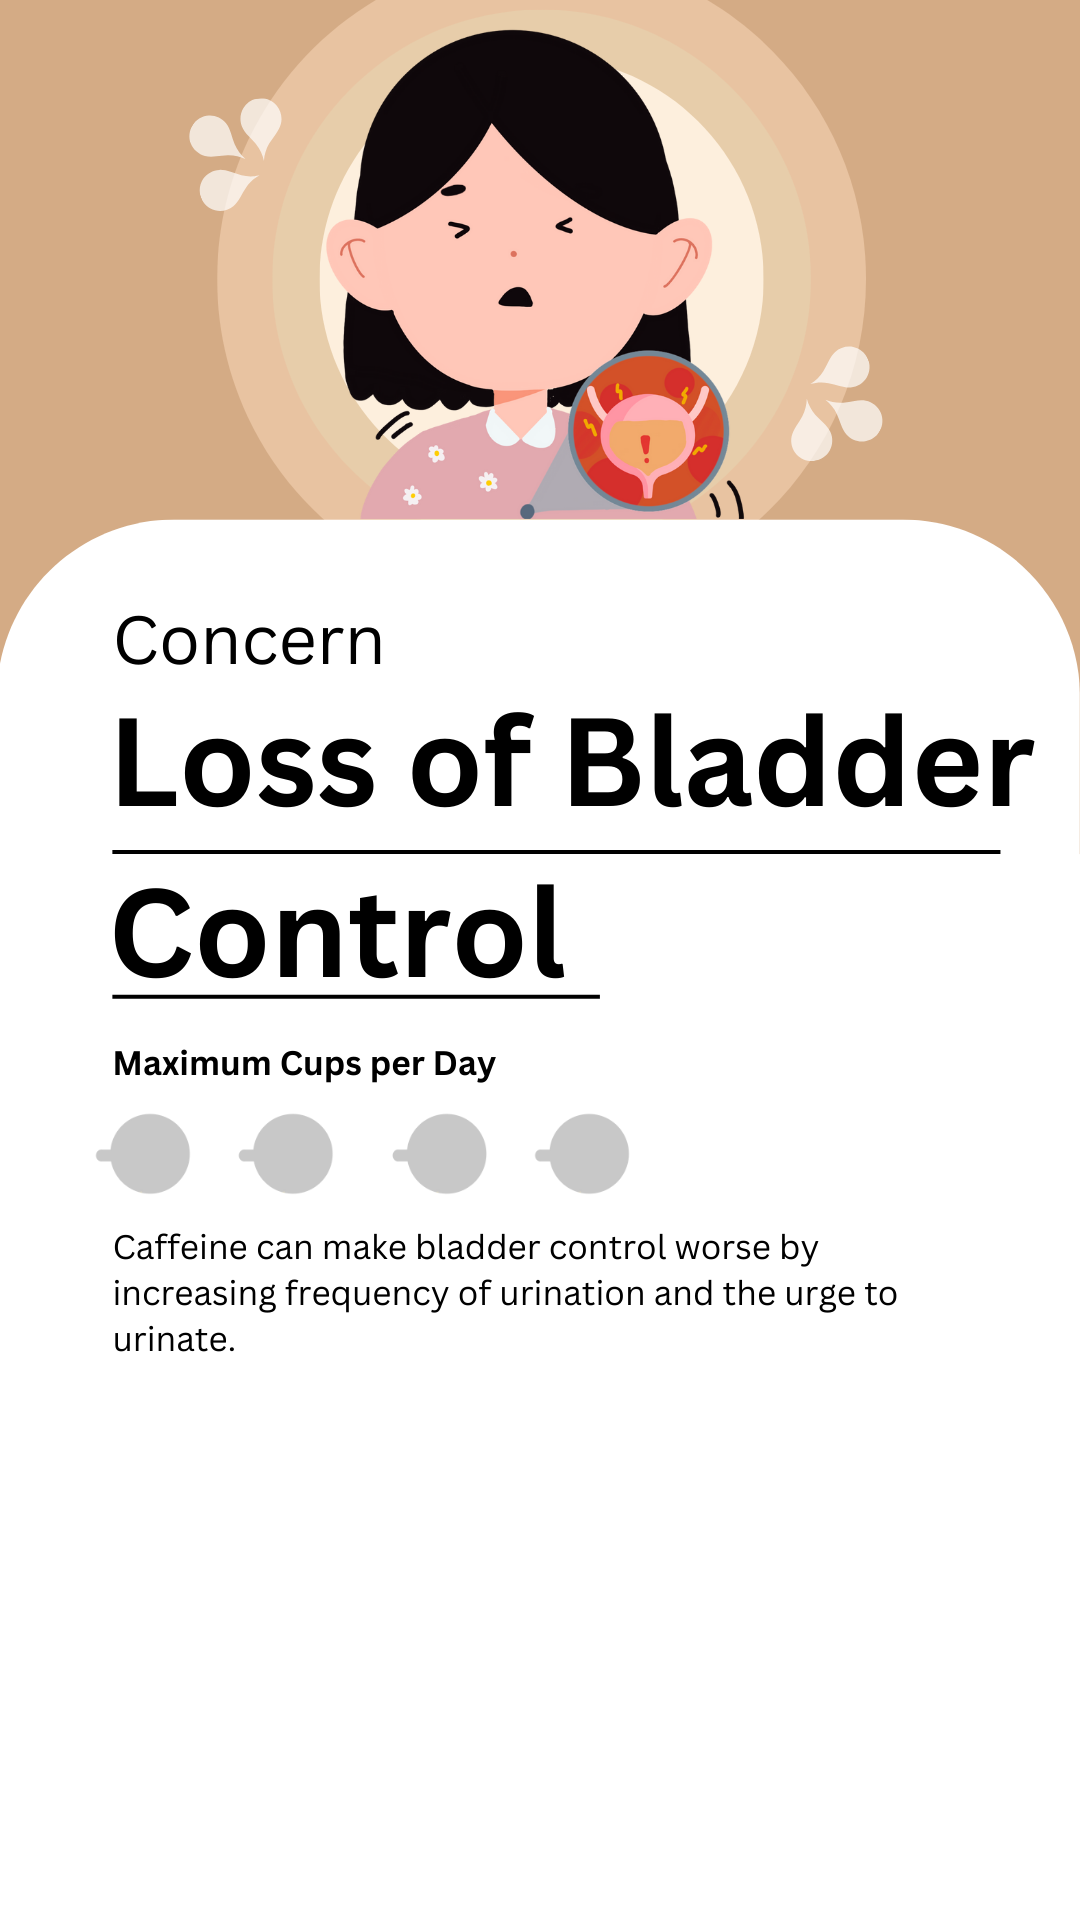 Concern
Loss of Bladder
Control
Maximum Cups per Day
Caffeine can make bladder control worse by
increasing frequency of urination and the urge to
urinate.